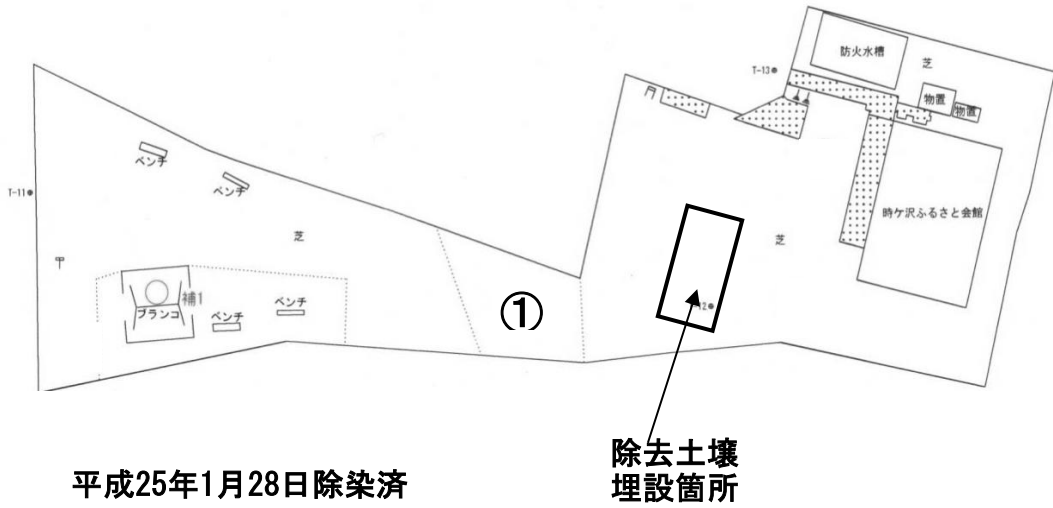 防火水槽
芝
T-13
物置
物置
ベンチ
ベンチ
T-11
時ケ沢ふるさと会館
芝
芝
補1
ブランコ
ベンチ
ベンチ
①
2
除去土壌
埋設箇所
平成25年1月28日除染済